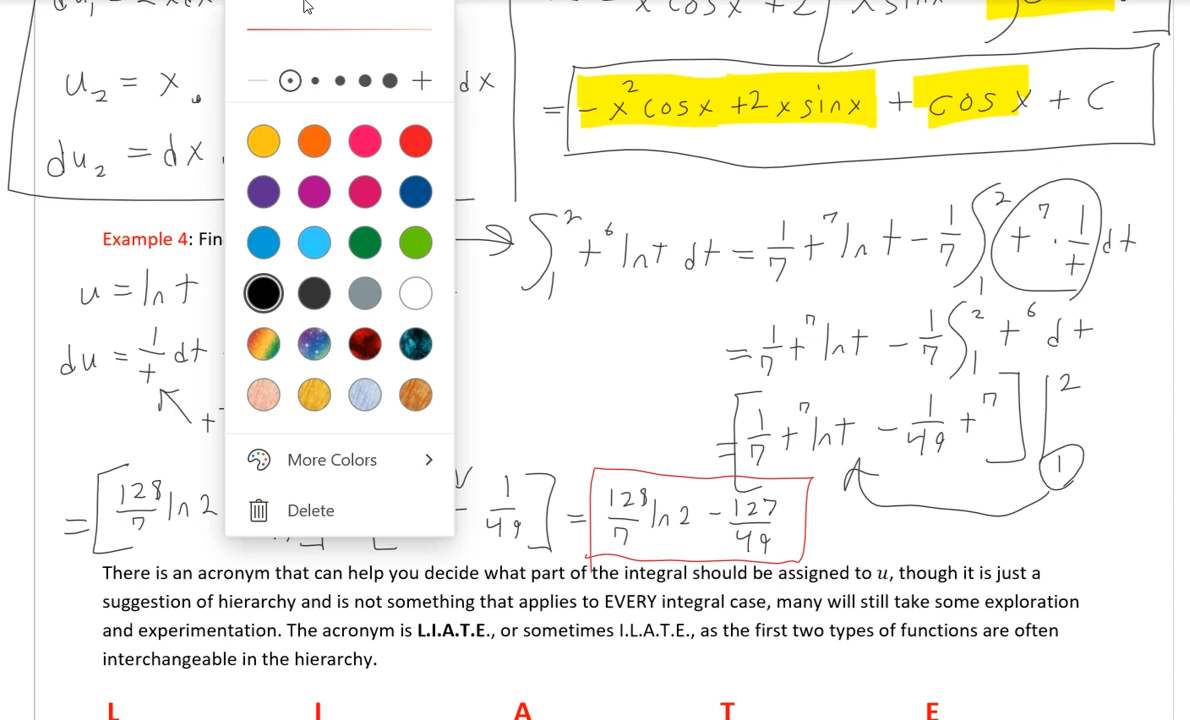 = - x² cos x + 2 x sin x + cos x + C
u₂ = x
dx
du₂ = dx
Example 4: Fin
∫₁² t⁶ ln t dt = 1/7 t⁷ ln t - 1/7 ∫₁² t⁷ · 1/t dt
u = ln t
du = 1/t dt
= 1/7 t⁷ ln t - 1/7 ∫₁² t⁶ dt
= [1/7 t⁷ ln t - 1/49 t⁷] |₁²
More Colors
Delete
= [128/7 ln 2
1/49] = 128/7 ln 2 - 127/49
There is an acronym that can help you decide what part of the integral should be assigned to u, though it is just a
suggestion of hierarchy and is not something that applies to EVERY integral case, many will still take some exploration
and experimentation. The acronym is L.I.A.T.E., or sometimes I.L.A.T.E., as the first two types of functions are often
interchangeable in the hierarchy.
L I A T E